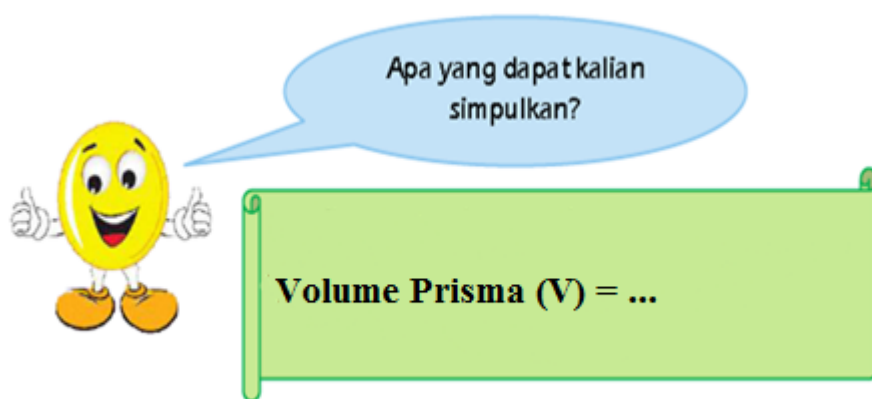 Apa yang dapat kalian
simpulkan?
Volume Prisma (V) = ...